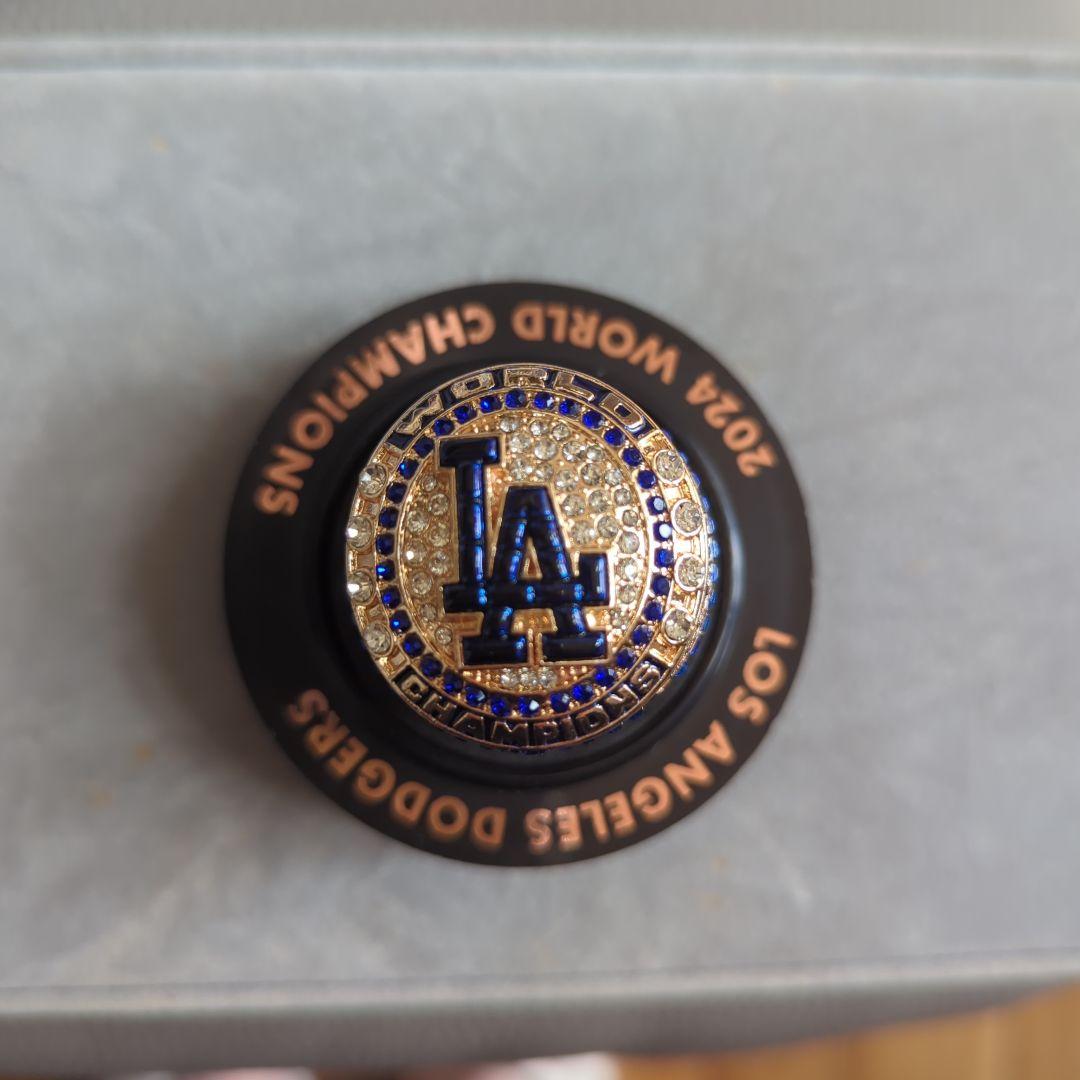 2024 WORLD CHAMPIONS
WORLD
LA
CHAMPIONS
LOS ANGELES DODGERS